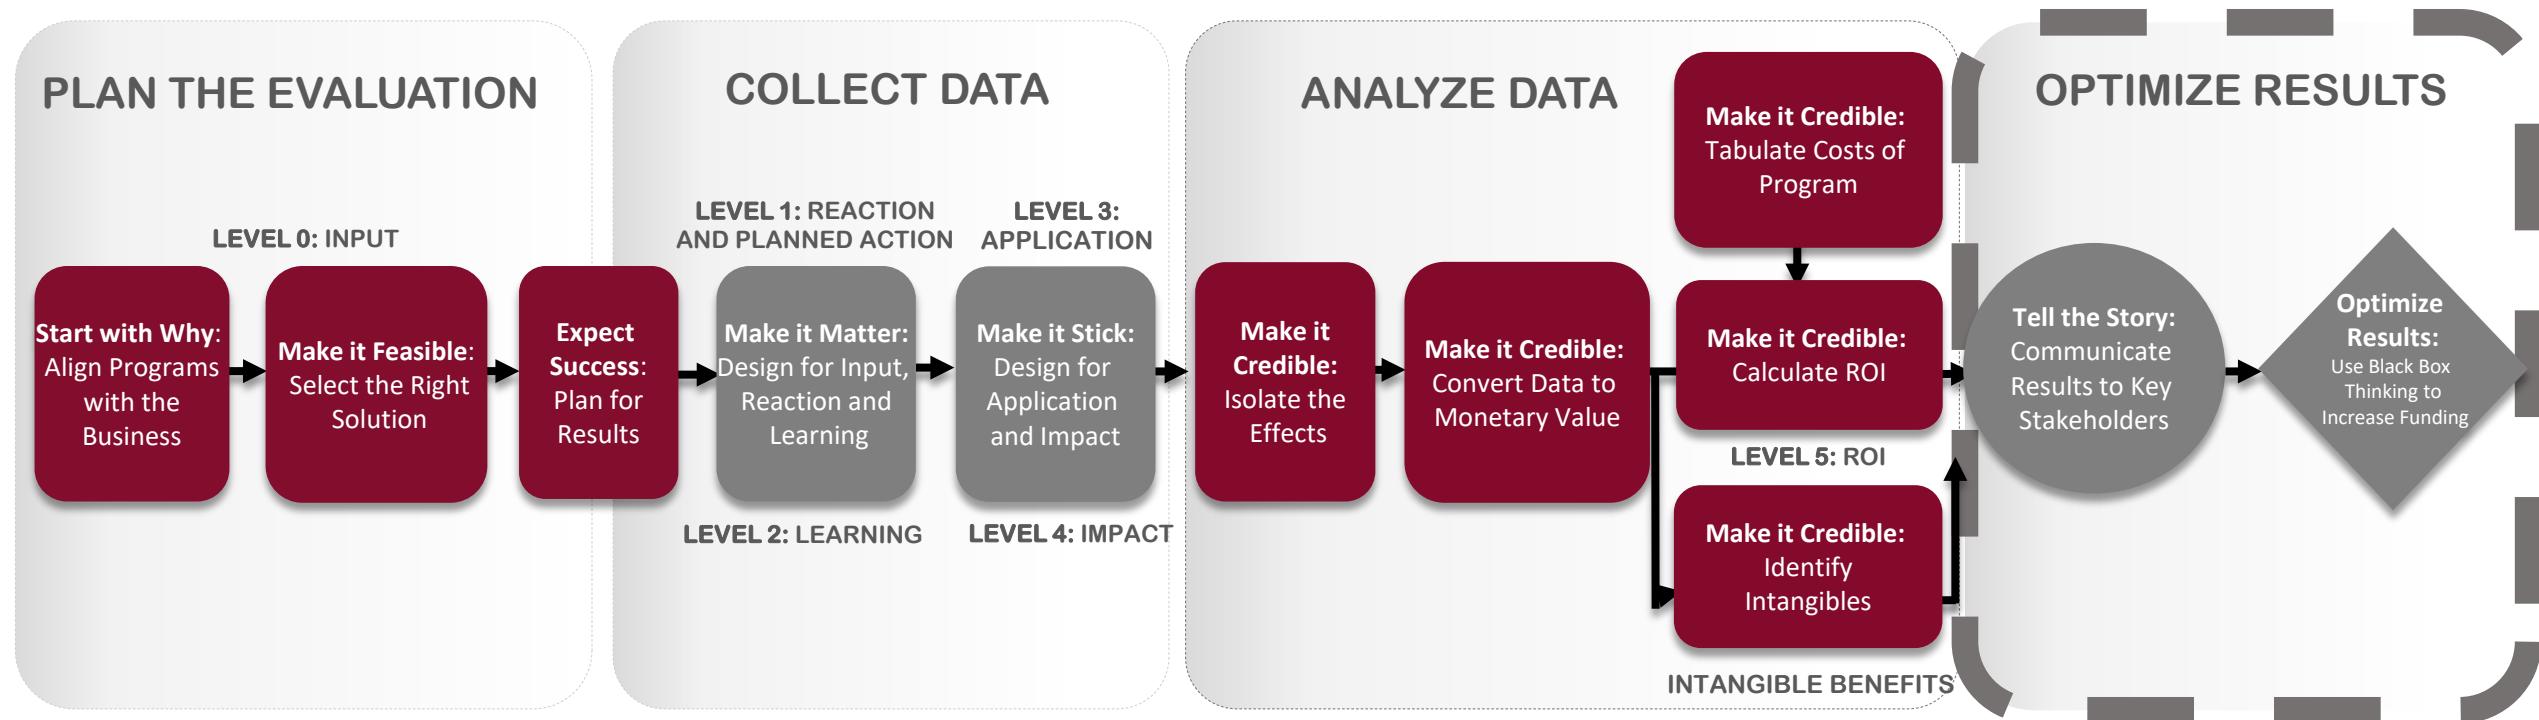 PLAN THE EVALUATION
LEVEL 0: INPUT
Start with Why:
Align Programs
with the
Business
Make it Feasible:
Select the Right
Solution
Expect
Success:
Plan for
Results
COLLECT DATA
LEVEL 1: REACTION
AND PLANNED ACTION
Make it Matter:
Design for Input,
Reaction and
Learning
LEVEL 2: LEARNING
LEVEL 3:
APPLICATION
Make it Stick:
Design for
Application
and Impact
LEVEL 4: IMPACT
ANALYZE DATA
Make it
Credible:
Isolate the
Effects
Make it Credible:
Convert Data to
Monetary Value
Make it Credible:
Tabulate Costs of
Program
Make it Credible:
Calculate ROI
LEVEL 5: ROI
Make it Credible:
Identify
Intangibles
INTANGIBLE BENEFITS
OPTIMIZE RESULTS
Tell the Story:
Communicate
Results to Key
Stakeholders
Optimize
Results:
Use Black Box
Thinking to
Increase Funding